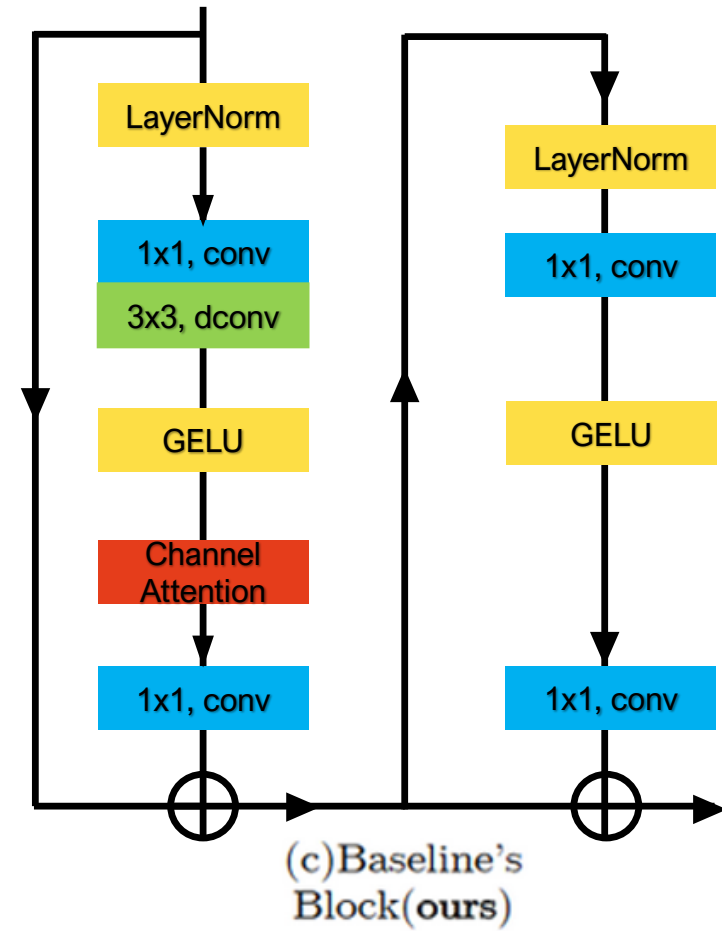 LayerNorm
1x1, conv
3x3, dconv
GELU
Channel
Attention
1x1, conv
LayerNorm
1x1, conv
GELU
1x1, conv
(c)Baseline's
Block(ours)